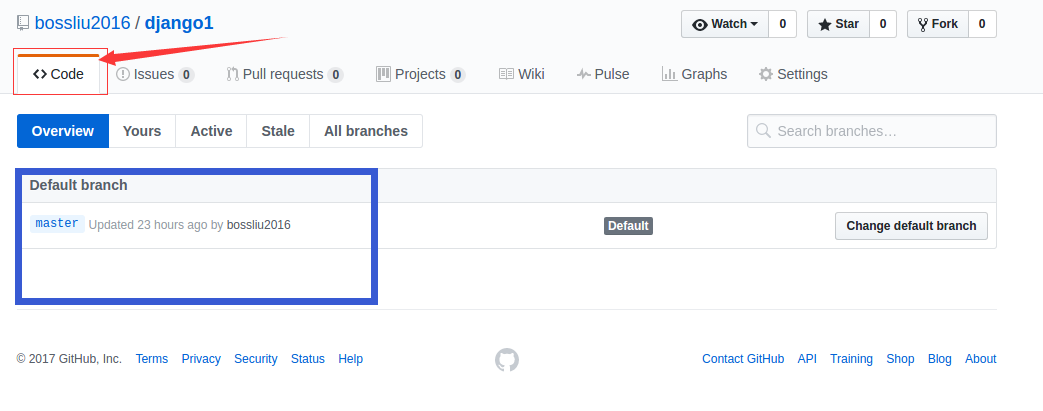 bossliu2016 / django1
Watch 0 Star 0 Fork 0
Code Issues 0 Pull requests 0 Projects 0 Wiki Pulse Graphs Settings
Overview Yours Active Stale All branches Search branches…
Default branch
master Updated 23 hours ago by bossliu2016 Default Change default branch
© 2017 GitHub, Inc. Terms Privacy Security Status Help Contact GitHub API Training Shop Blog About